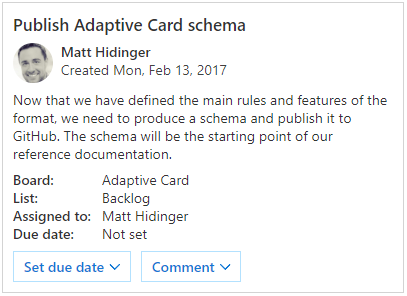 Publish Adaptive Card schema
Matt Hidinger
Created Mon, Feb 13, 2017
Now that we have defined the main rules and features of the
format, we need to produce a schema and publish it to
GitHub. The schema will be the starting point of our
reference documentation.
Board: Adaptive Card
List: Backlog
Assigned to: Matt Hidinger
Due date: Not set
Set due date Comment